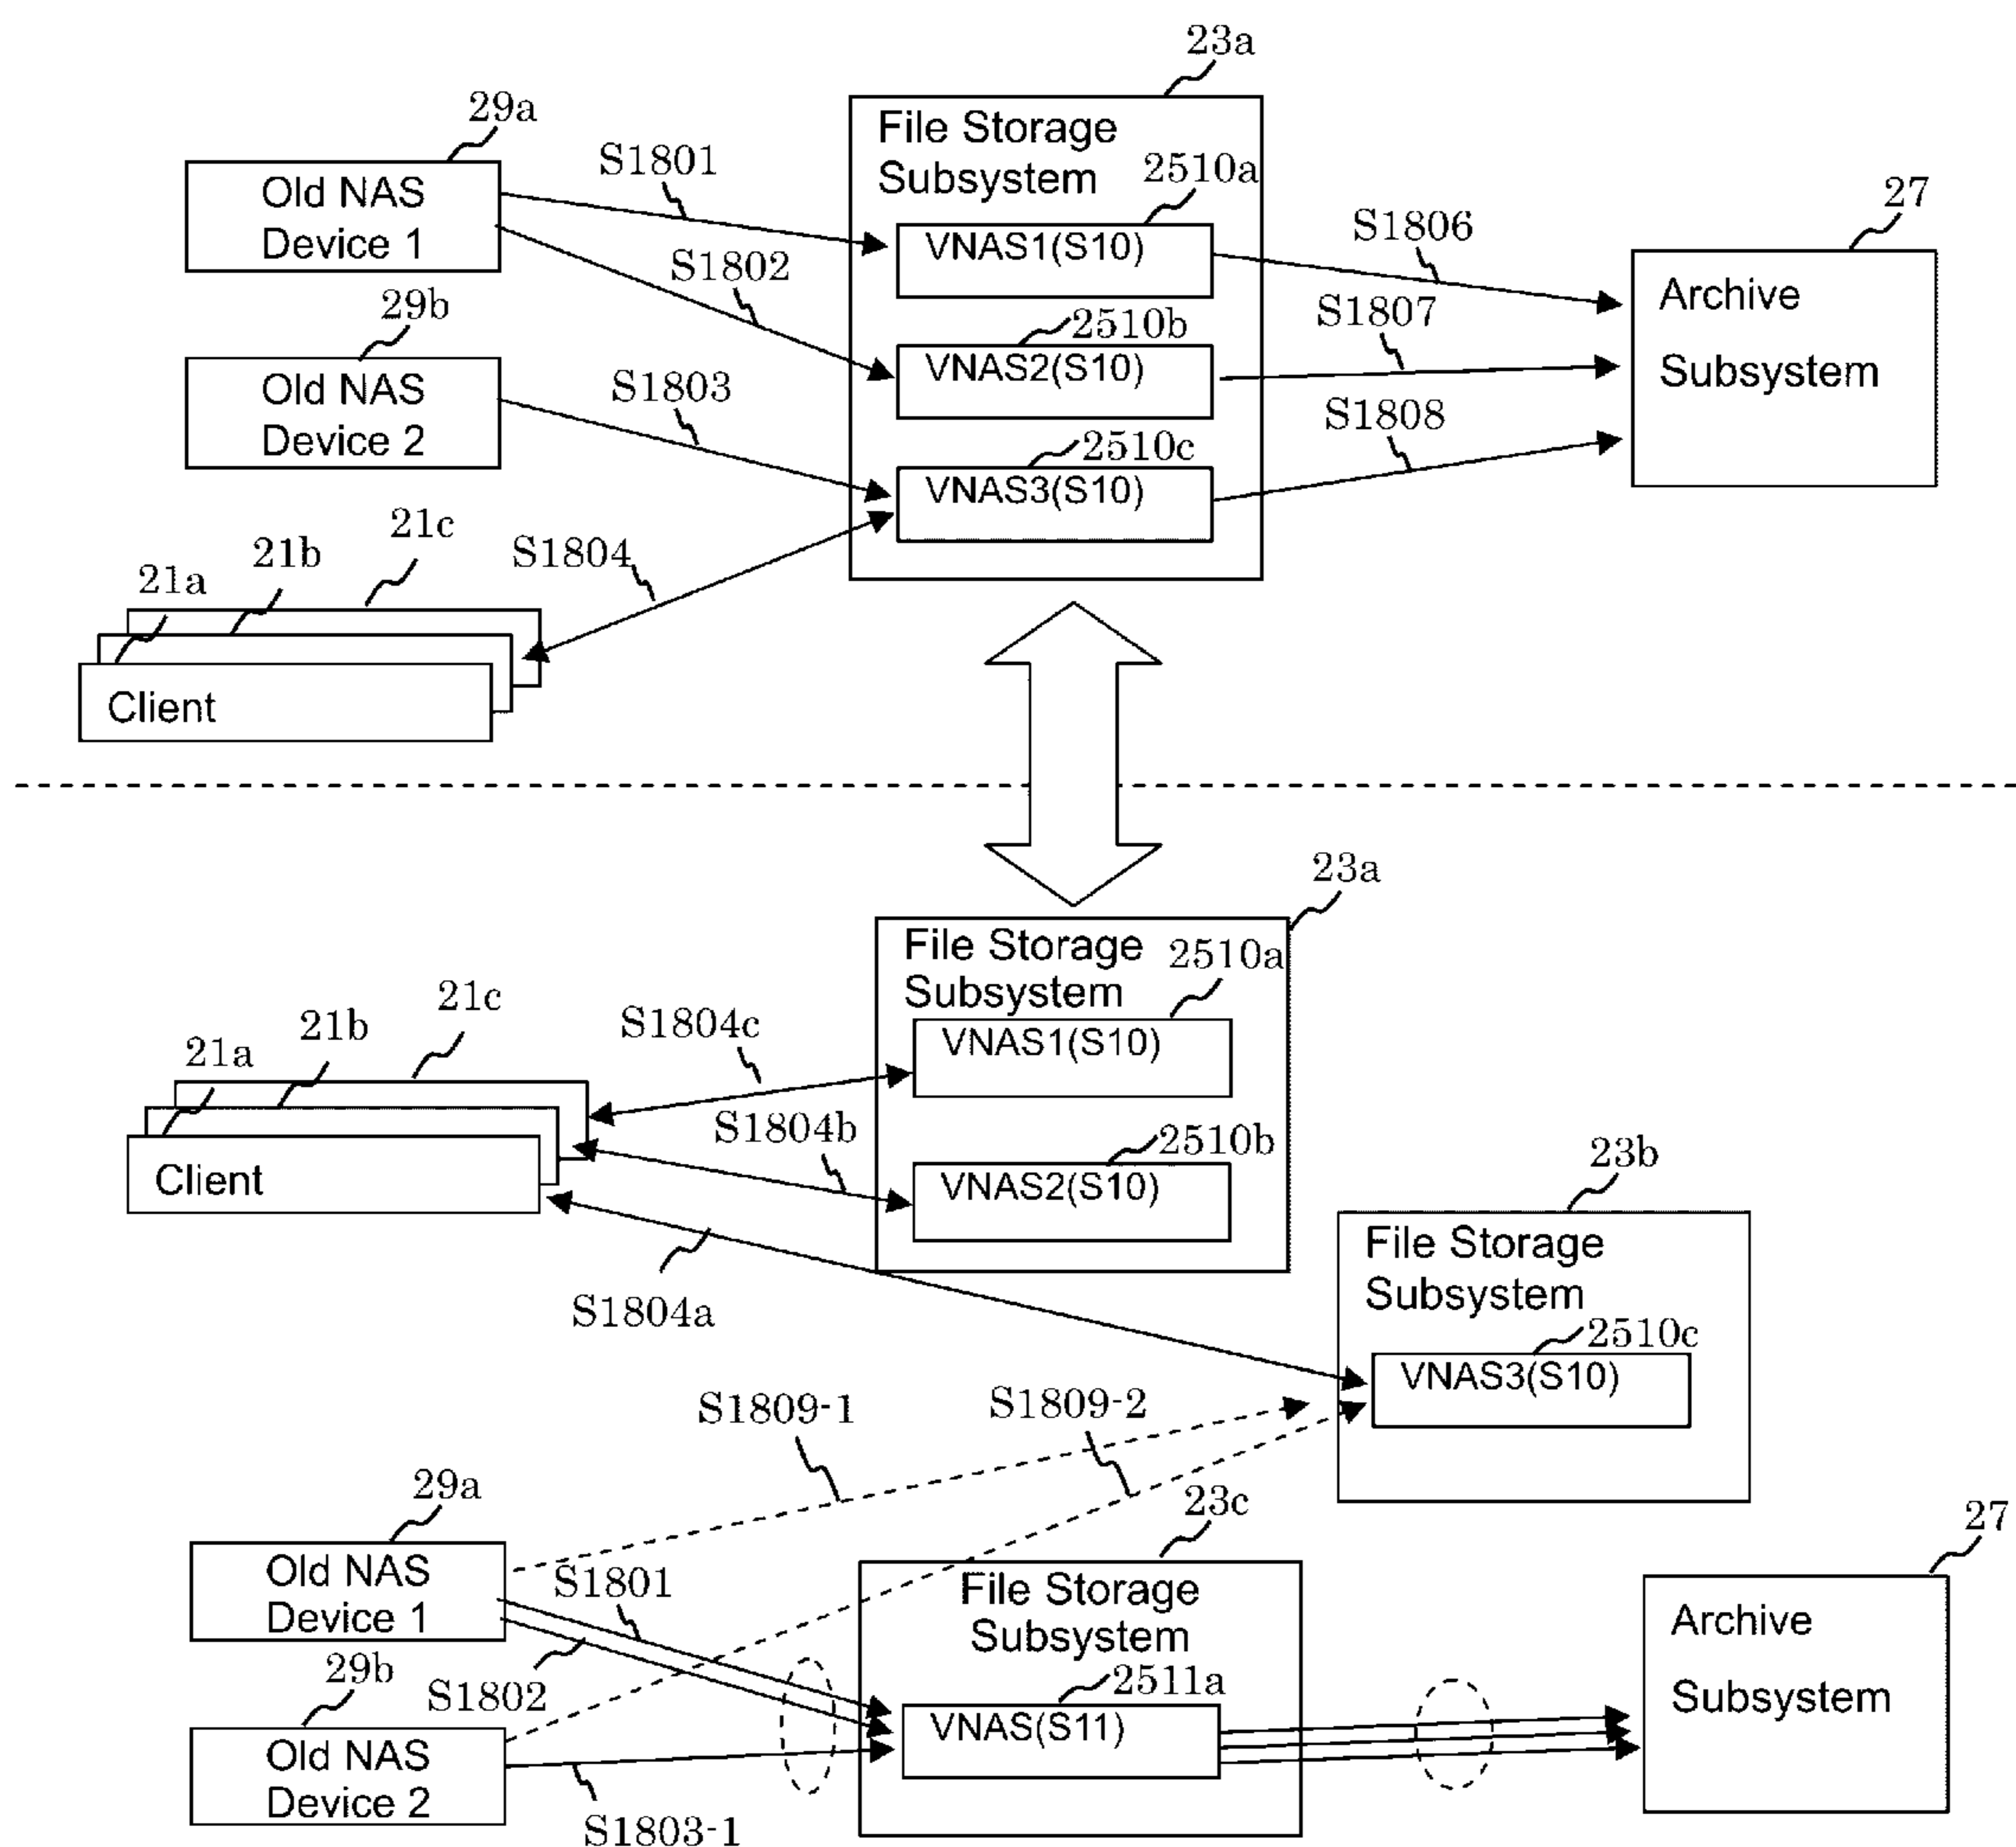 23a
File Storage
Subsystem
29a
S1801
2510a
Old NAS
Device 1
VNAS1(S10)
S1806
27
S1802
Archive
Subsystem
29b
2510b
S1807
VNAS2(S10)
Old NAS
Device 2
S1803
S1808
2510c
VNAS3(S10)
21c
21b
21a
S1804
Client
23a
File Storage
Subsystem
2510a
21c
21b
21a
S1804c
VNAS1(S10)
S1804b
2510b
Client
VNAS2(S10)
23b
File Storage
Subsystem
S1804a
2510c
VNAS3(S10)
S1809-1
S1809-2
29a
23c
27
Old NAS
Device 1
S1801
File Storage
Subsystem
Archive
Subsystem
29b
S1802
2511a
VNAS(S11)
Old NAS
Device 2
S1803-1